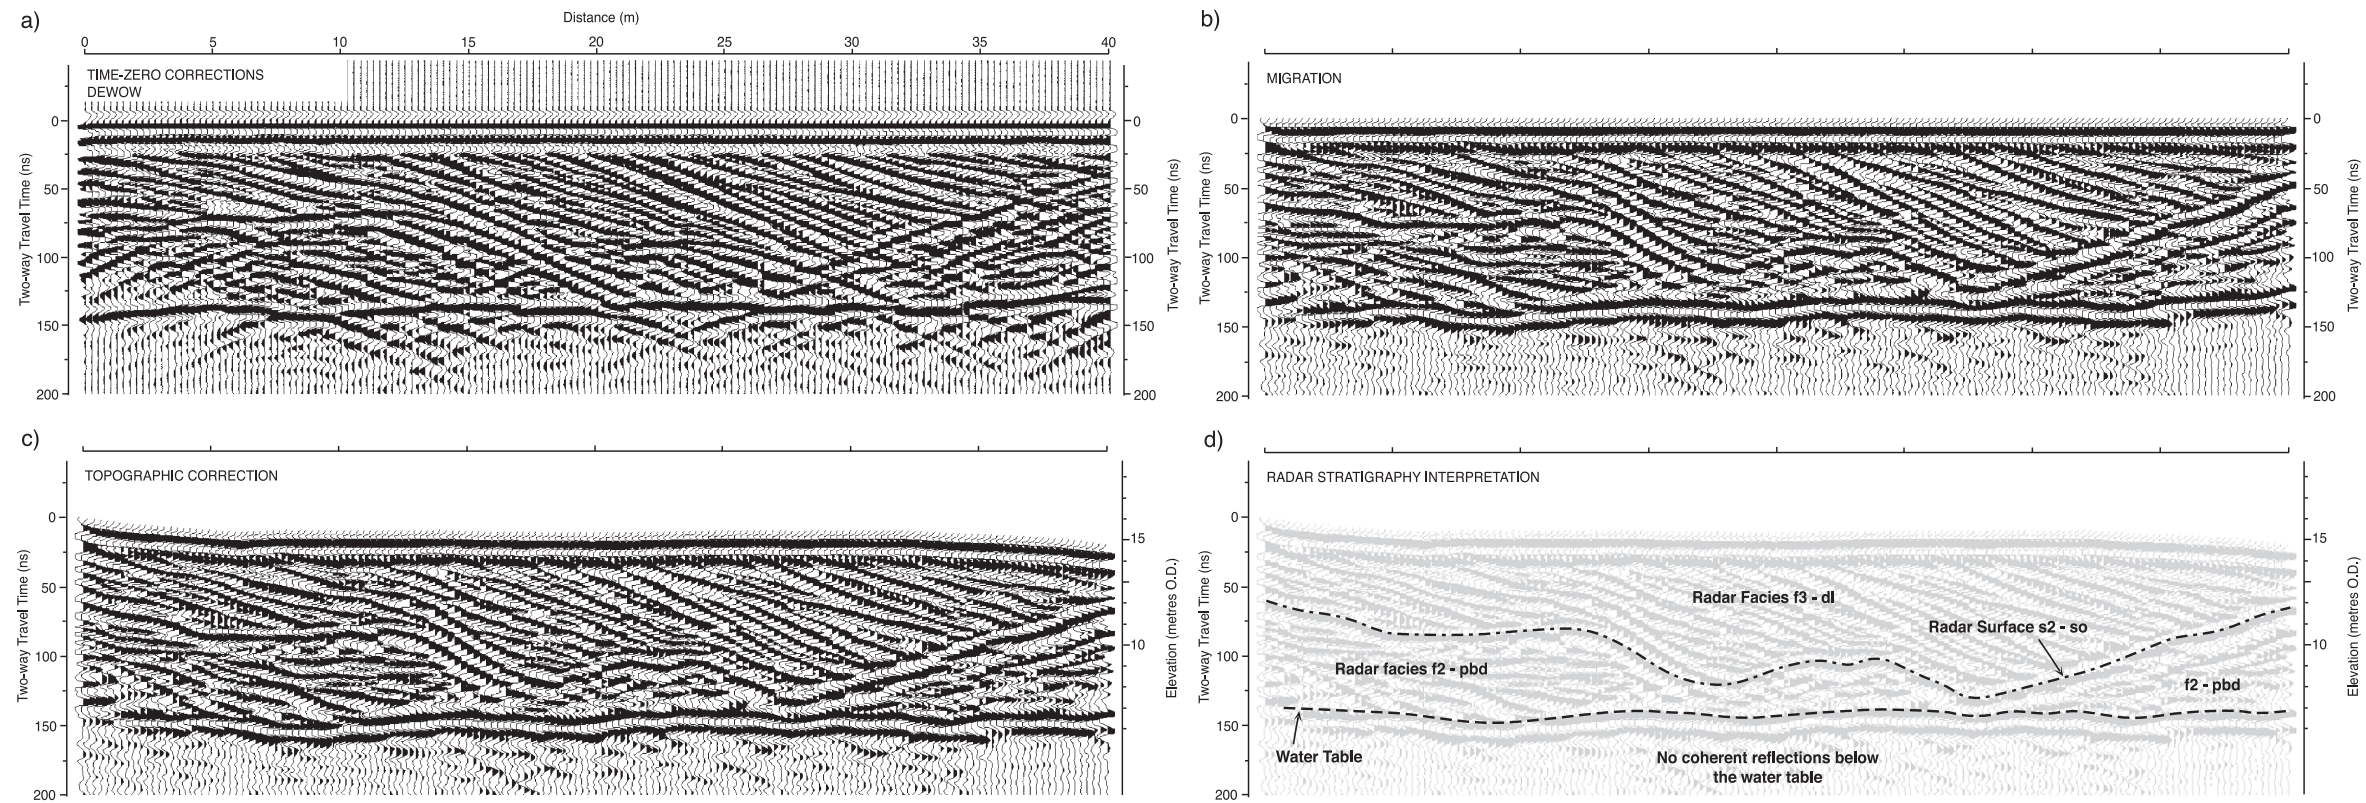 a)
Distance (m)
0 5 10 15 20 25 30 35 40
TIME-ZERO CORRECTIONS
DEWOW
Two-way Travel Time (ns)
0
50
100
150
200
Two-way Travel Time (ns)
0
50
100
150
200
b)
MIGRATION
Two-way Travel Time (ns)
0
50
100
150
200
Two-way Travel Time (ns)
0
50
100
150
200
c)
TOPOGRAPHIC CORRECTION
Two-way Travel Time (ns)
0
50
100
150
200
Elevation (metres O.D.)
15
10
d)
RADAR STRATIGRAPHY INTERPRETATION
Two-way Travel Time (ns)
0
50
100
150
200
Radar Facies f3 - dl
Radar Surface s2 - so
Radar facies f2 - pbd
f2 - pbd
Water Table
No coherent reflections below
the water table
Elevation (metres O.D.)
15
10